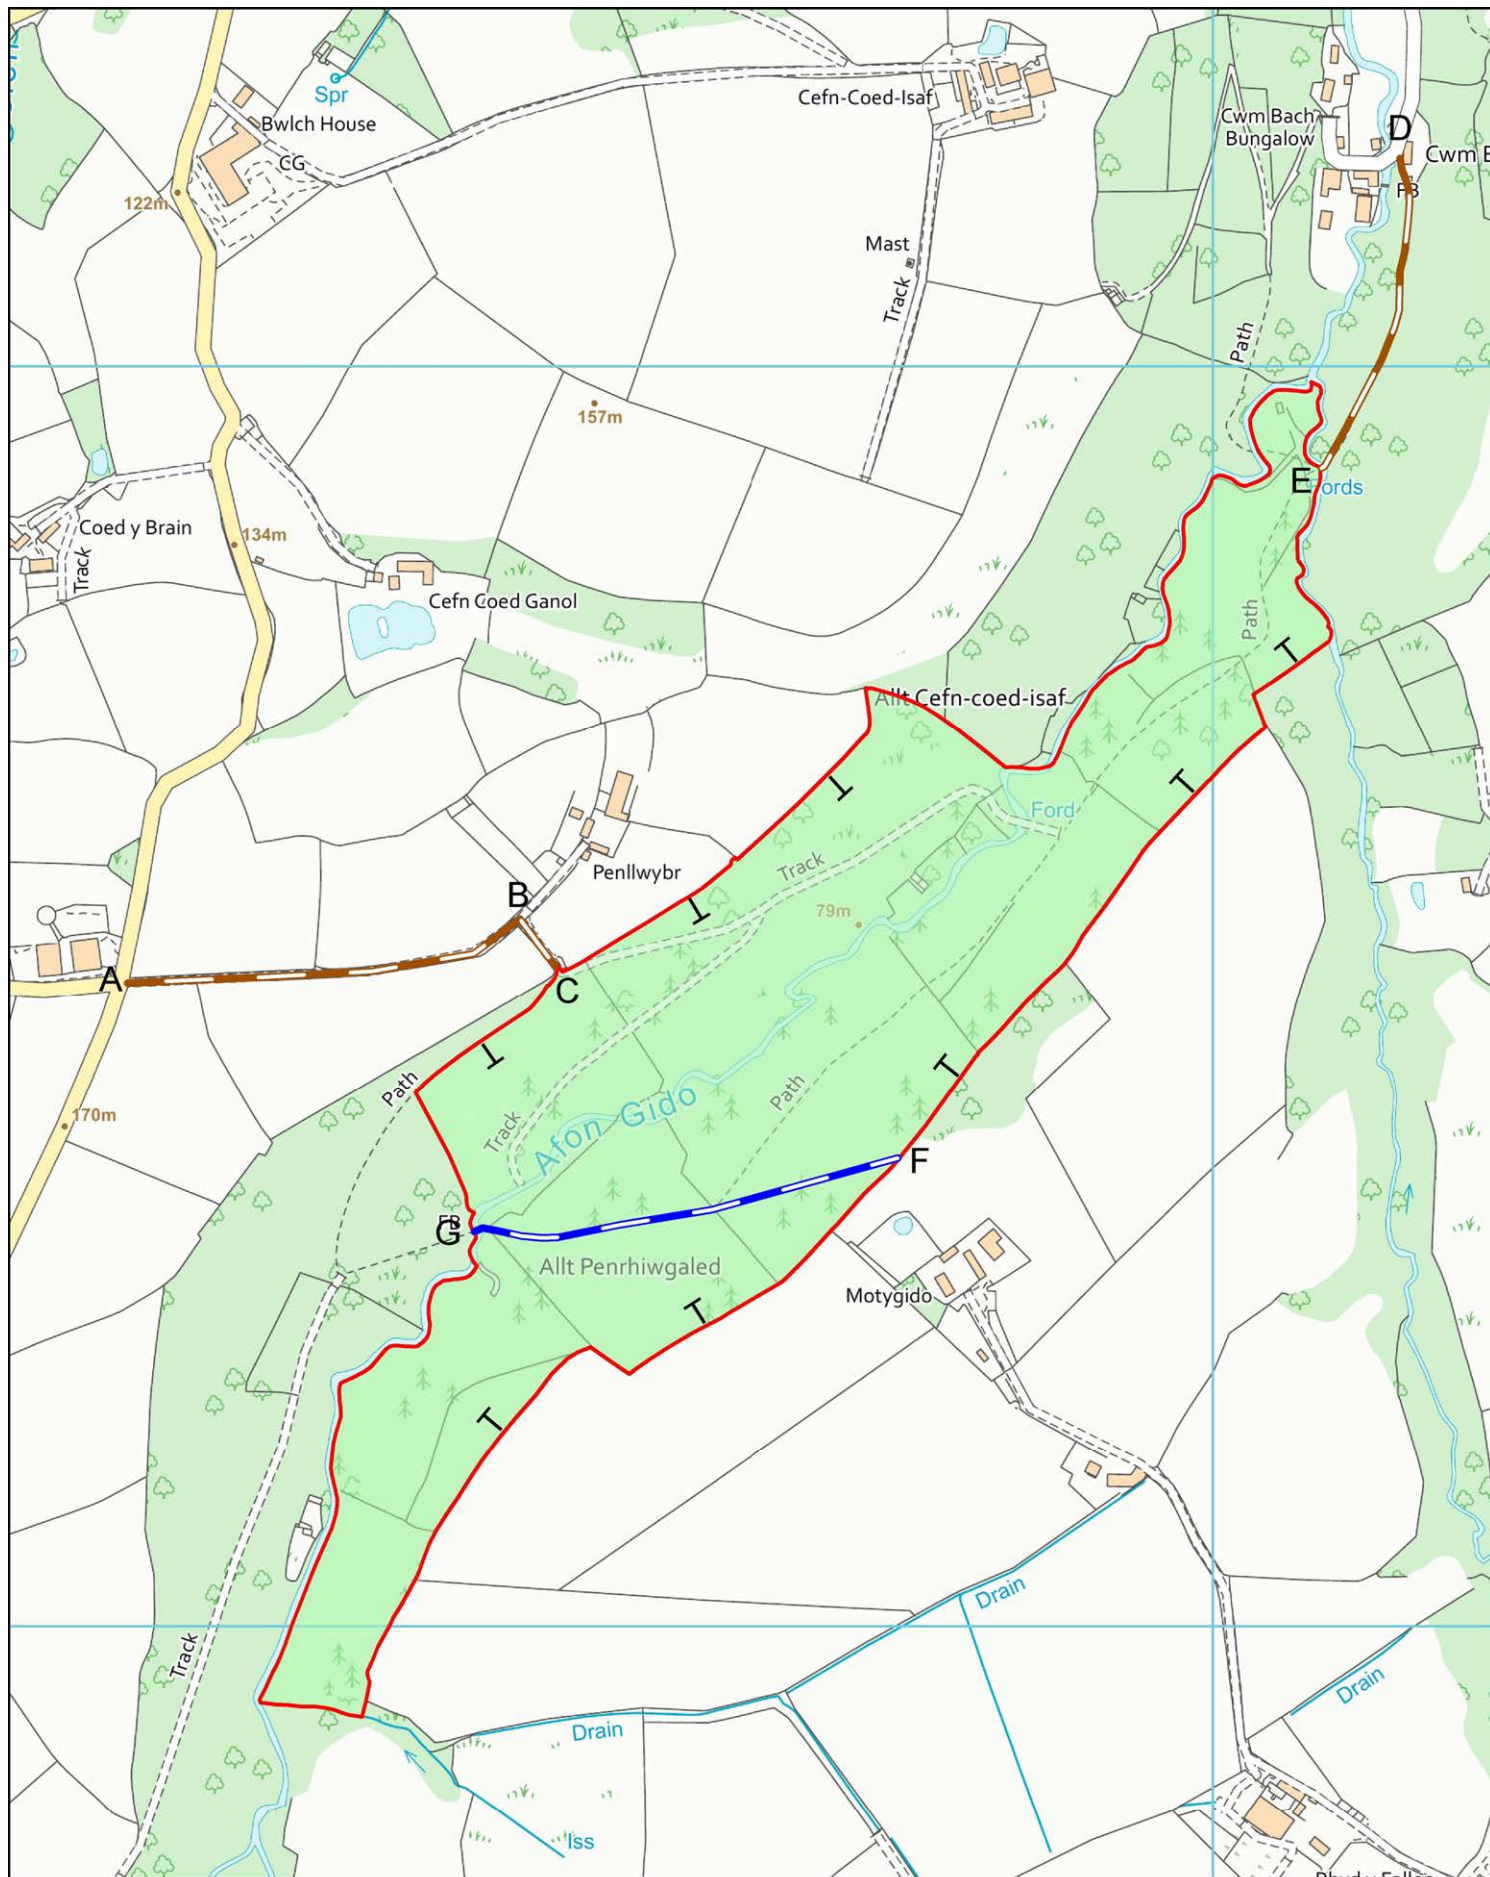 Spr
Bwlch House
CG
Cefn-Coed-Isaf
Cwm Bach
Bungalow
D
Cwm B
FB
122m
Mast
Track
Path
157m
Coed y Brain
134m
Track
Cefn Coed Ganol
E
Fords
Path
T
Allt Cefn-coed-isaf
T
T
Ford
Penllwybr
Track
B
T
79m
A
C
T
Path
170m
Track
Afon Gido
Path
T
F
FB
G
Allt Penrhiwgaled
T
Motygido
T
Drain
Track
Drain
Drain
Iss